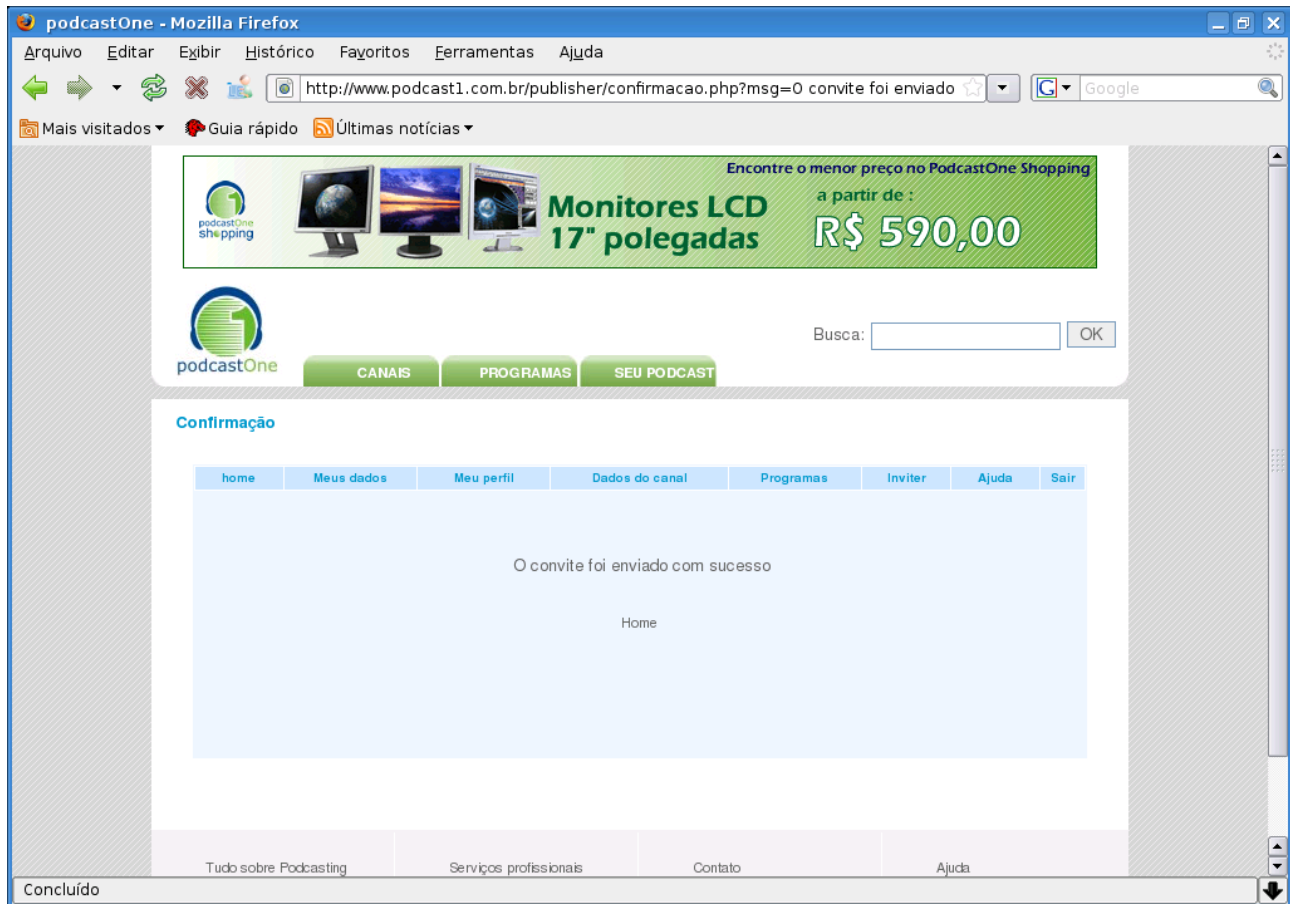 podcastOne - Mozilla Firefox
Arquivo Editar Exibir Histórico Favoritos Ferramentas Ajuda
http://www.podcast1.com.br/publisher/confirmacao.php?msg=O convite foi enviado
G Google
Mais visitados Guia rápido Últimas notícias
Encontre o menor preço no PodcastOne Shopping
podcastOne
shopping
Monitores LCD
17" polegadas
a partir de :
R$ 590,00
podcastOne
Busca: OK
CANAIS PROGRAMAS SEU PODCAST
Confirmação
home Meus dados Meu perfil Dados do canal Programas Inviter Ajuda Sair
O convite foi enviado com sucesso
Home
Tudo sobre Podcasting Serviços profissionais Contato Ajuda
Concluído